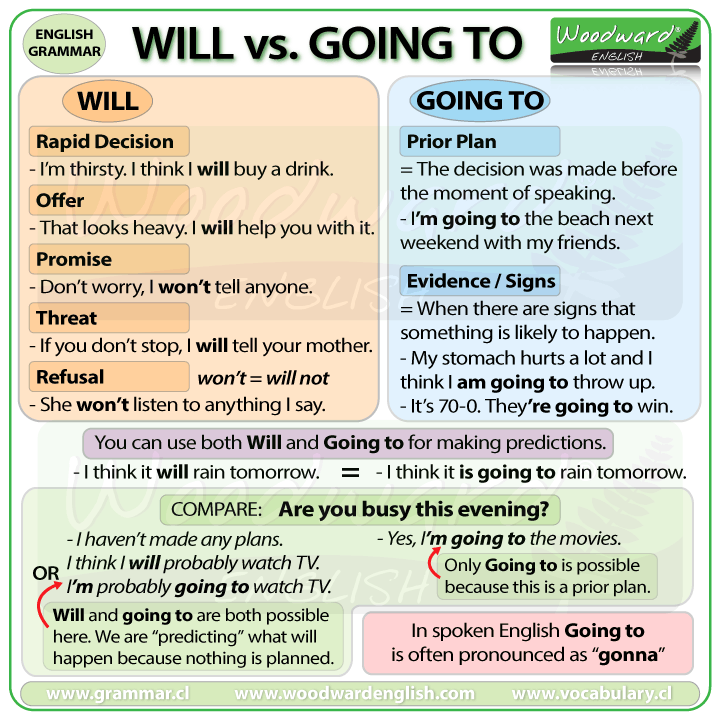 ENGLISH
GRAMMAR
WILL vs. GOING TO
Woodward®
ENGLISH
WILL
Rapid Decision
- I'm thirsty. I think I will buy a drink.
Offer
- That looks heavy. I will help you with it.
Promise
- Don't worry, I won't tell anyone.
Threat
- If you don't stop, I will tell your mother.
Refusal won't = will not
- She won't listen to anything I say.
GOING TO
Prior Plan
= The decision was made before
the moment of speaking.
- I'm going to the beach next
weekend with my friends.
Evidence / Signs
= When there are signs that
something is likely to happen.
- My stomach hurts a lot and I
think I am going to throw up.
- It's 70-0. They're going to win.
You can use both Will and Going to for making predictions.
- I think it will rain tomorrow. = - I think it is going to rain tomorrow.
COMPARE: Are you busy this evening?
- I haven't made any plans.
I think I will probably watch TV.
OR
I'm probably going to watch TV.
Will and going to are both possible
here. We are "predicting" what will
happen because nothing is planned.
- Yes, I'm going to the movies.
Only Going to is possible
because this is a prior plan.
In spoken English Going to
is often pronounced as "gonna"
www.grammar.cl www.woodwardenglish.com www.vocabulary.cl
Woodward
ENGLISH
Woodward
ENGLISH